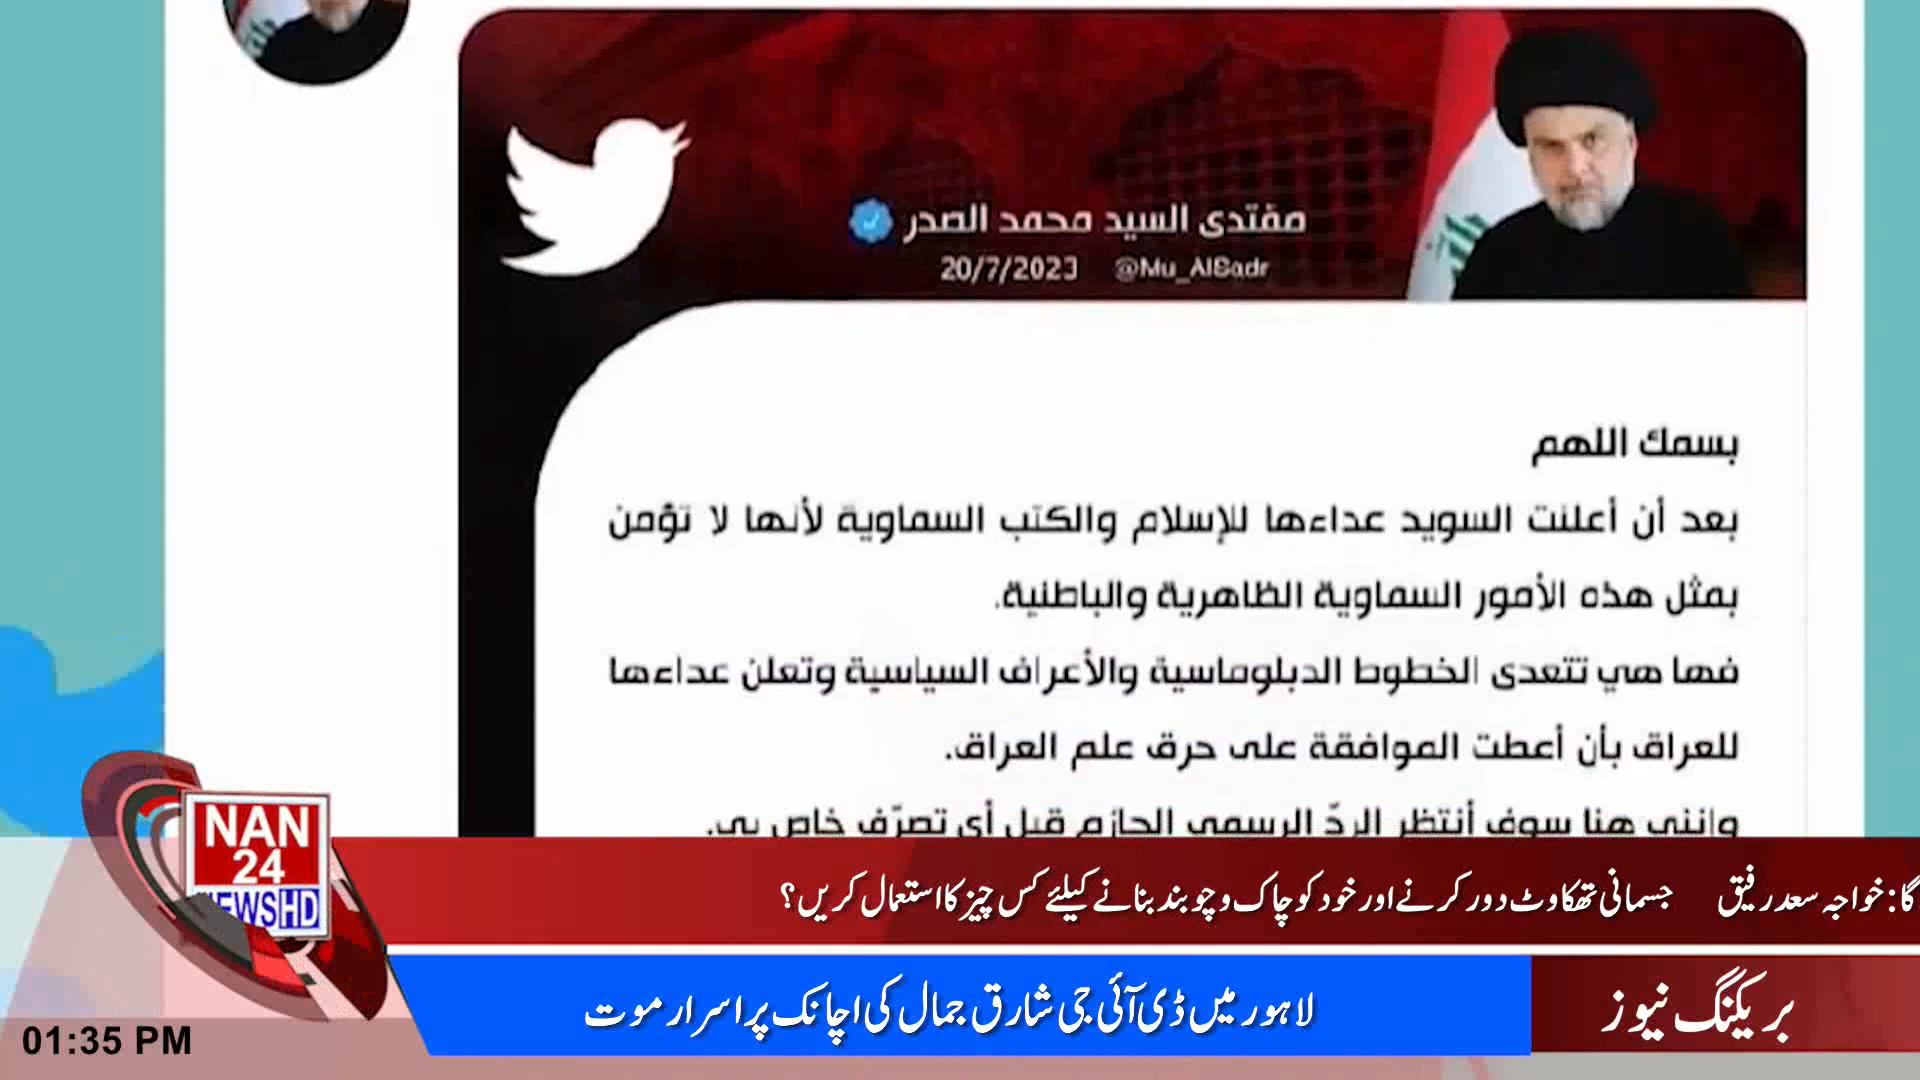 مقتدى السيد محمد الصدر
@Mu_AlSadr 20/7/2023
بسمك اللهم
بعد أن أعلنت السويد عداءها للإسلام والكتب السماوية لأنها لا تؤمن
بمثل هذه الأمور السماوية الظاهرية والباطنية.
فها هي تتعدى الخطوط الدبلوماسية والأعراف السياسية وتعلن عداءها
للعراق بأن أعطت الموافقة على حرق علم العراق.
وإنني هنا سوف أنتظر الردّ الرسمي الحازم قبل أي تصرّف خاص بي.
NAN
24
NEWSHD
گا: خواجہ سعد رفیق جسمانی تھکاوٹ دور کرنے اور خود کو چاک و چوبند بنانے کیلئے کس چیز کا استعمال کریں؟
بریکنگ نیوز
لاہور میں ڈی آئی جی شارق جمال کی اچانک پر اسرار موت
01:35 PM